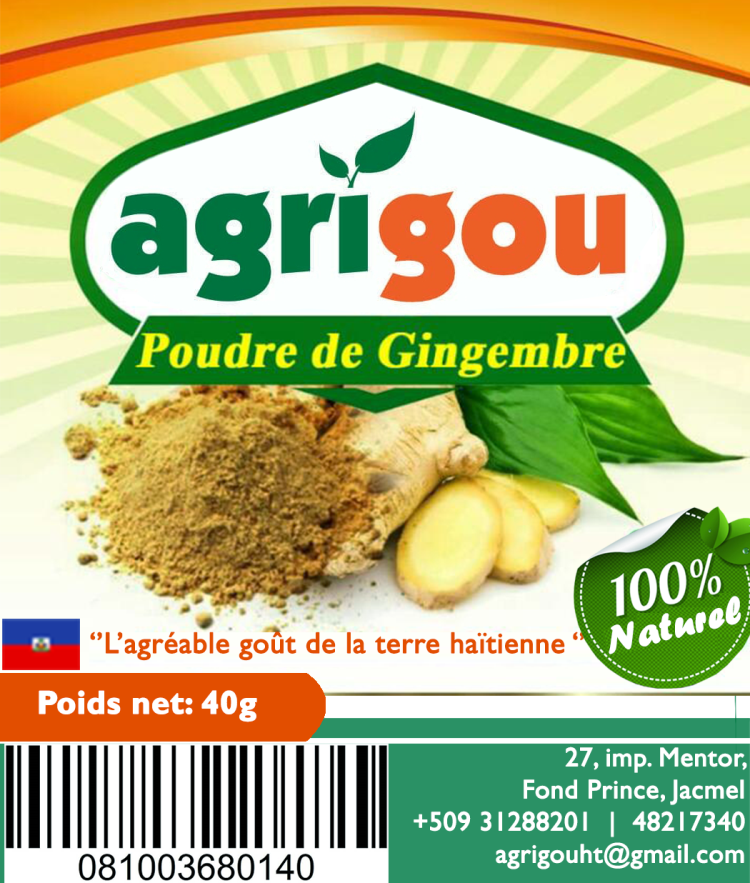 agrigou
Poudre de Gingembre
100%
Naturel
‘’L’agréable goût de la terre haïtienne ‘’
Poids net: 40g
27, imp. Mentor,
Fond Prince, Jacmel
+509 31288201 | 48217340
agrigouht@gmail.com
081003680140